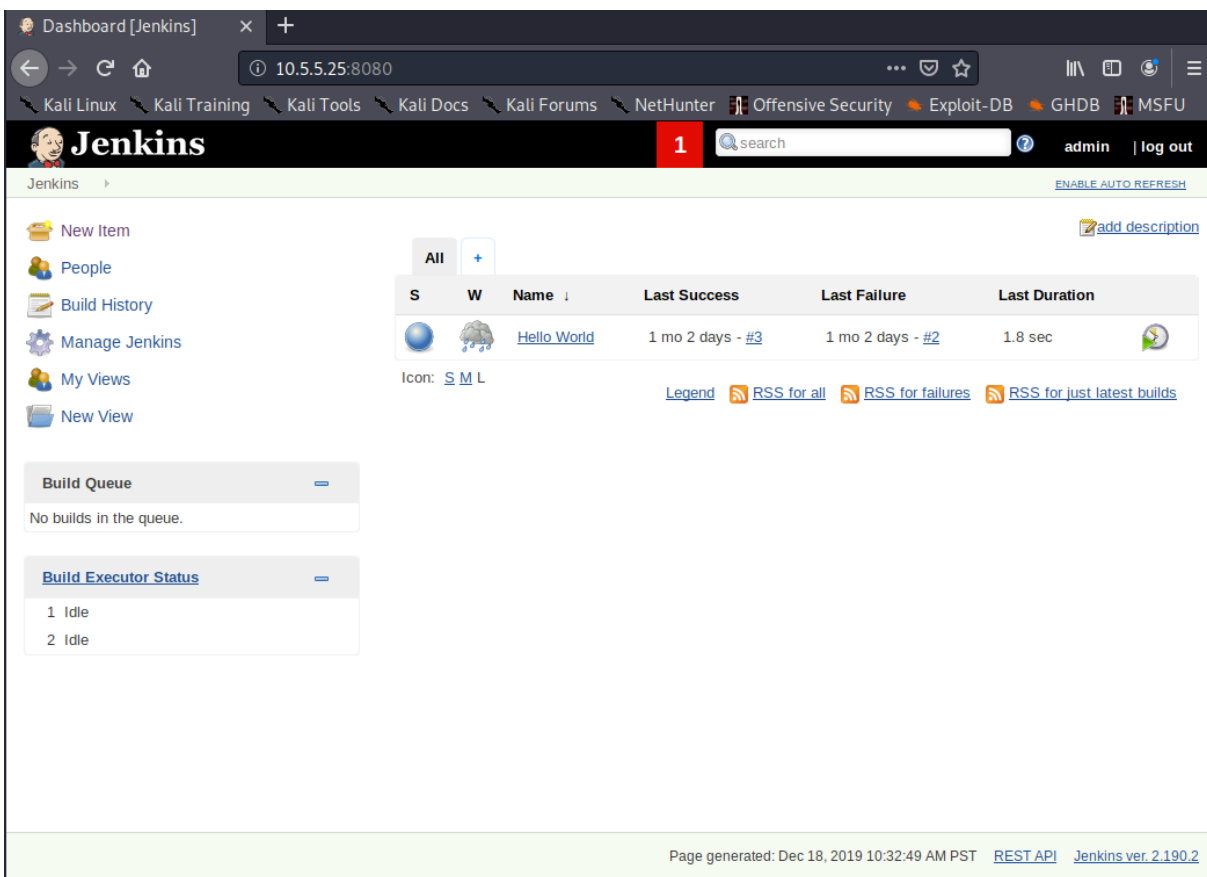 Dashboard [Jenkins]
10.5.5.25:8080
Kali Linux Kali Training Kali Tools Kali Docs Kali Forums NetHunter Offensive Security Exploit-DB GHDB MSFU
Jenkins 1 search admin | log out
Jenkins ENABLE AUTO REFRESH
New Item
add description
People
All +
Build History
S W Name ↓ Last Success Last Failure Last Duration
Manage Jenkins
Hello World 1 mo 2 days - #3 1 mo 2 days - #2 1.8 sec
My Views
Icon: S M L
New View
Legend RSS for all RSS for failures RSS for just latest builds
Build Queue
No builds in the queue.
Build Executor Status
1 Idle
2 Idle
Page generated: Dec 18, 2019 10:32:49 AM PST REST API Jenkins ver. 2.190.2